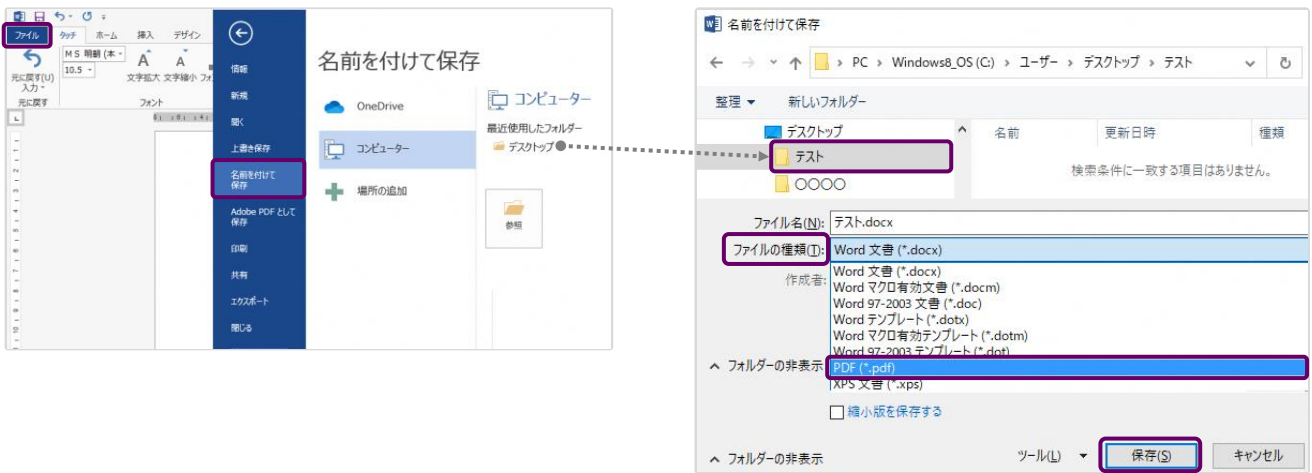 ファイル タッチ ホーム 挿入 デザイン
元に戻す(U)
入力
元に戻す
MS 明朝 (本
10.5
A A
文字拡大 文字縮小 フォ
フォント
情報
新規
開く
上書き保存
名前を付けて
保存
Adobe PDF として
保存
印刷
共有
エクスポート
閉じる
名前を付けて保存
OneDrive
コンピューター
場所の追加
コンピューター
最近使用したフォルダー
デスクトップ
参照
名前を付けて保存
PC › Windows8_OS (C:) › ユーザー › デスクトップ › テスト
整理 新しいフォルダー
デスクトップ
テスト
〇〇〇〇
名前 更新日時 種類
検索条件に一致する項目はありません。
ファイル名(N): テスト.docx
ファイルの種類(T): Word 文書 (*.docx)
作成者:
Word 文書 (*.docx)
Word マクロ有効文書 (*.docm)
Word 97-2003 文書 (*.doc)
Word テンプレート (*.dotx)
Word マクロ有効テンプレート (*.dotm)
Word 97-2003 テンプレート (*.dot)
PDF (*.pdf)
XPS 文書 (*.xps)
フォルダーの非表示
縮小版を保存する
フォルダーの非表示
ツール(L) 保存(S) キャンセル